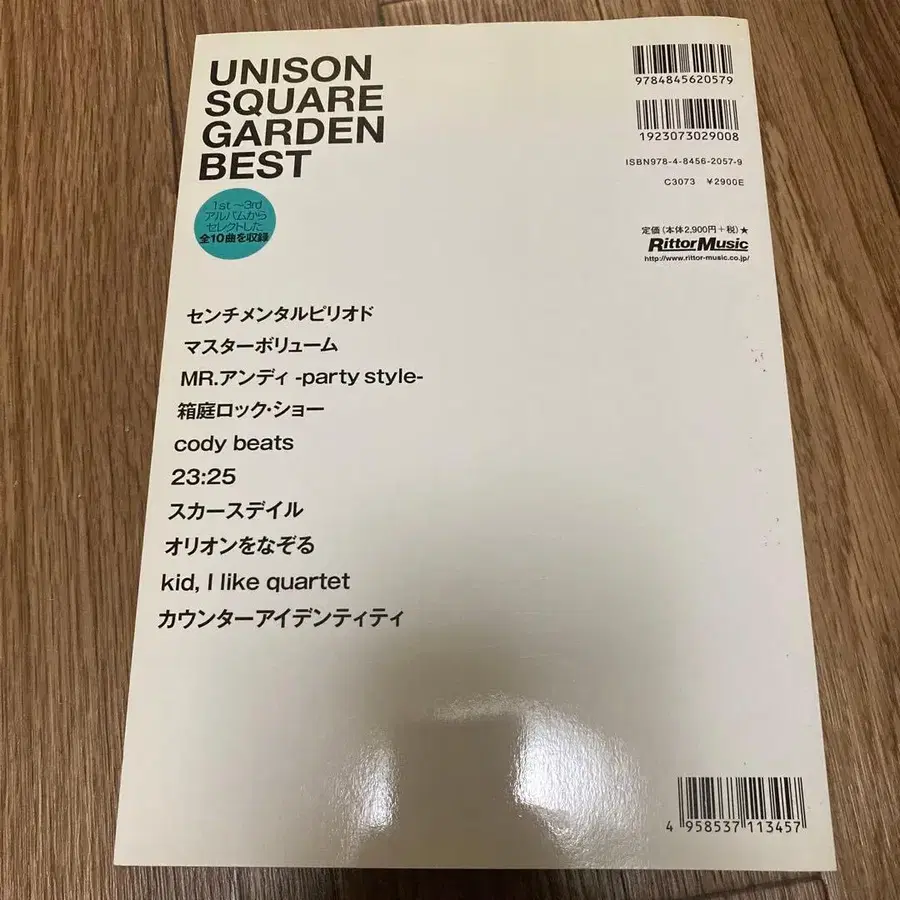 UNISON
SQUARE
GARDEN
BEST
1st ～3rd
アルバムから
セレクトした
全10曲を収録
9784845620579
1923073029008
ISBN978-4-8456-2057-9
C3073 ¥2900E
定価(本体2,900円+税)★
RittorMusic
http://www.rittor-music.co.jp/
センチメンタルピリオド
マスターボリューム
MR.アンディ -party style-
箱庭ロック・ショー
cody beats
23:25
スカースデイル
オリオンをなぞる
kid, I like quartet
カウンターアイデンティティ
4 958537 113457